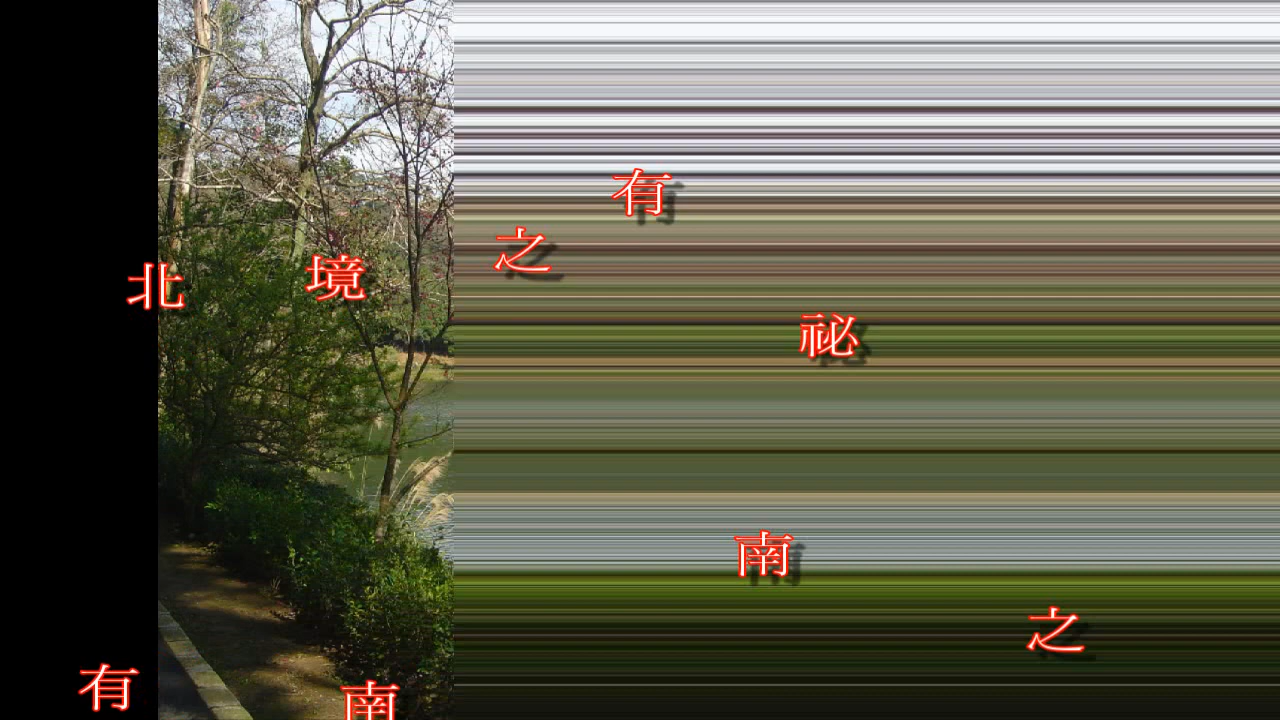 有
之
境
北
祕
南
之
有
南